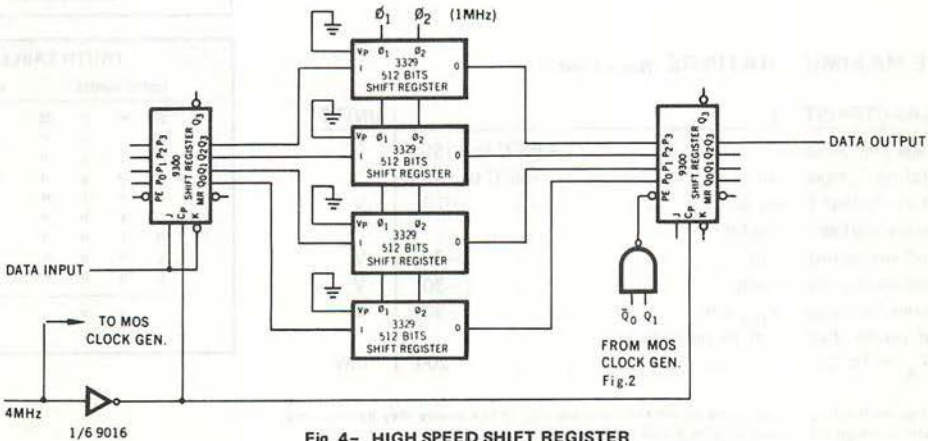 Ø1 Ø2 (1MHz)
VP Ø1 Ø2
3329
I 0
512 BITS
SHIFT REGISTER
VP Ø1 Ø2
3329
I 0
512 BITS
SHIFT REGISTER
VP Ø1 Ø2
3329
I 0
512 BITS
SHIFT REGISTER
VP Ø1 Ø2
3329
I 0
512 BITS
SHIFT REGISTER
Q3
PE P0 P1 P2 P3
9300
SHIFT REGISTER
MR Q0 Q1 Q2 Q3
J CP K
Q3
PE P0 P1 P2 P3
9300
SHIFT REGISTER
MR Q0 Q1 Q2 Q3
J CP K
DATA OUTPUT
DATA INPUT
TO MOS
CLOCK GEN.
4MHz
1/6 9016
Q̄0 Q1
FROM MOS
CLOCK GEN.
Fig.2
Fig. 4– HIGH SPEED SHIFT REGISTER